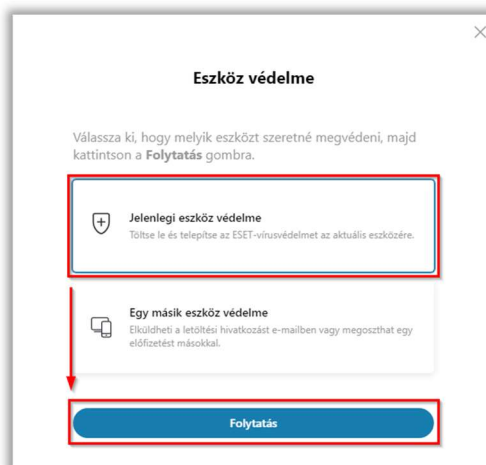 Eszköz védelme
Válassza ki, hogy melyik eszközt szeretné megvédeni, majd
kattintson a Folytatás gombra.
Jelenlegi eszköz védelme
Töltse le és telepítse az ESET-vírusvédelmet az aktuális eszközére.
Egy másik eszköz védelme
Elküldheti a letöltési hivatkozást e-mailben vagy megoszthat egy
előfizetést másokkal.
Folytatás